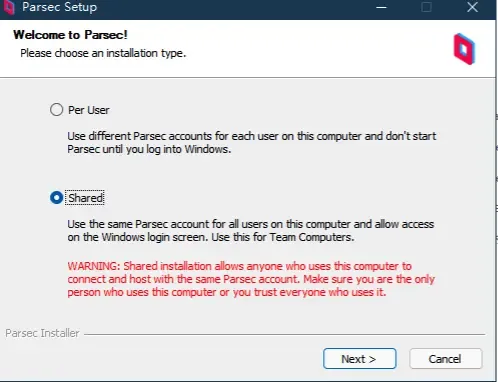 Parsec Setup
Welcome to Parsec!
Please choose an installation type.
Per User
Use different Parsec accounts for each user on this computer and don't start
Parsec until you log into Windows.
Shared
Use the same Parsec account for all users on this computer and allow access
on the Windows login screen. Use this for Team Computers.
WARNING: Shared installation allows anyone who uses this computer to
connect and host with the same Parsec account. Make sure you are the only
person who uses this computer or you trust everyone who uses it.
Parsec Installer
Next >
Cancel